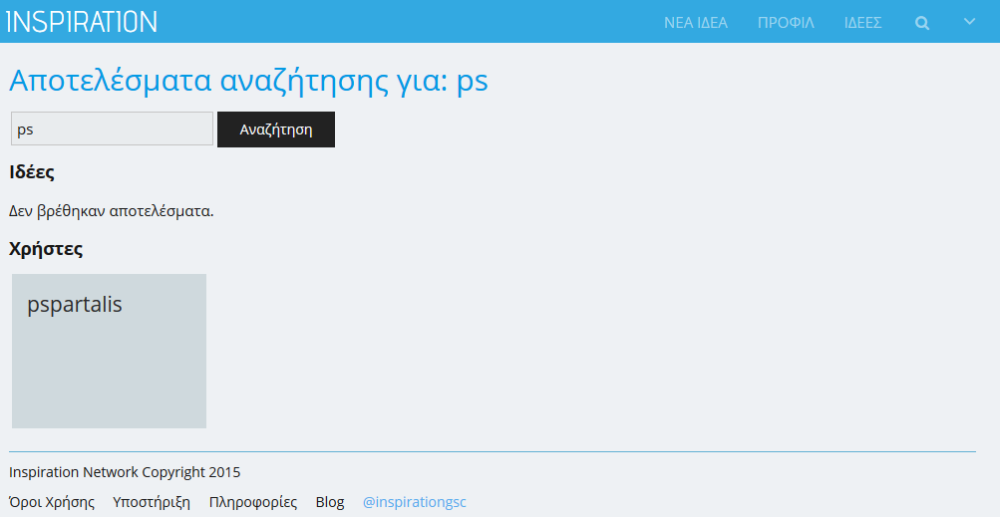 INSPIRATION ΝΕΑ ΙΔΕΑ ΠΡΟΦΙΛ ΙΔΕΕΣ
Αποτελέσματα αναζήτησης για: ps
ps Αναζήτηση
Ιδέες
Δεν βρέθηκαν αποτελέσματα.
Χρήστες
pspartalis
Inspiration Network Copyright 2015
Όροι Χρήσης Υποστήριξη Πληροφορίες Blog @inspirationgsc